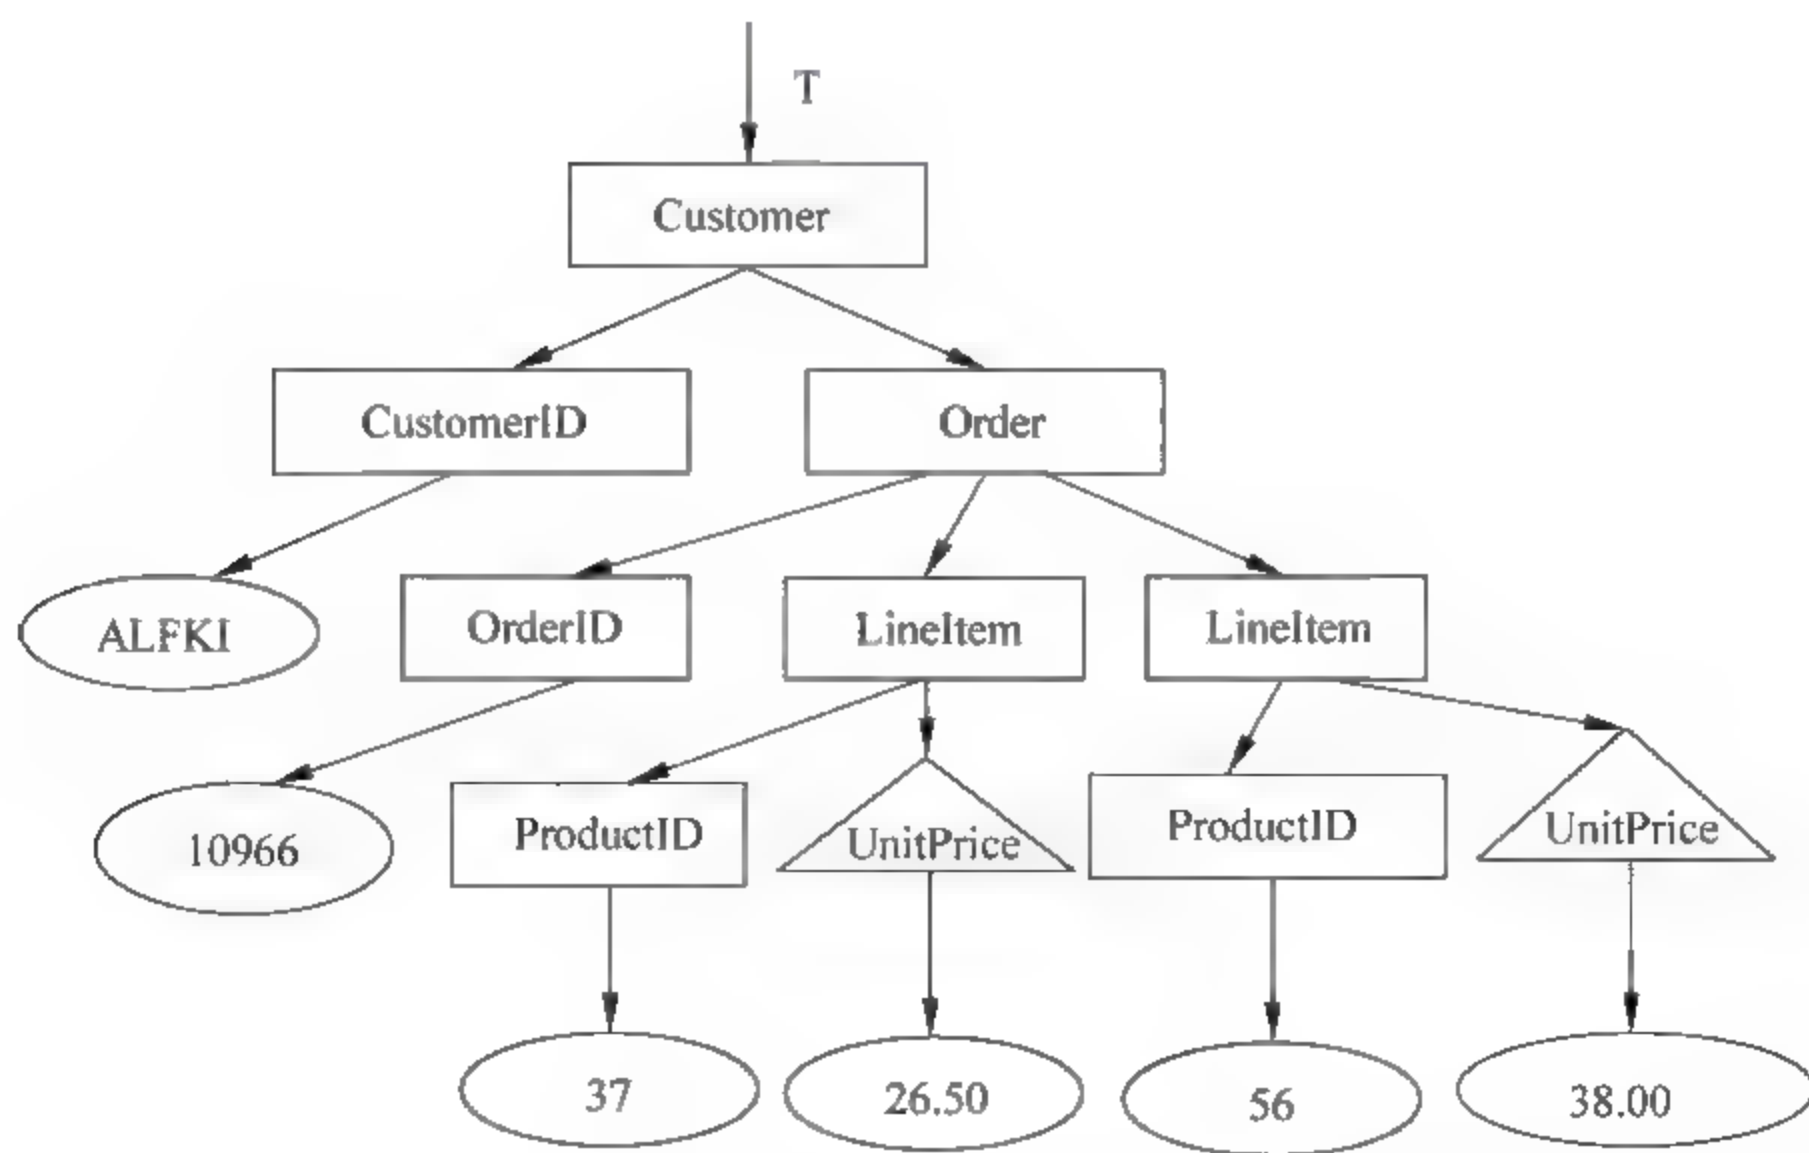 T
Customer
CustomerID
Order
ALFKI
OrderID
LineItem
LineItem
10966
ProductID
UnitPrice
ProductID
UnitPrice
37
26.50
56
38.00